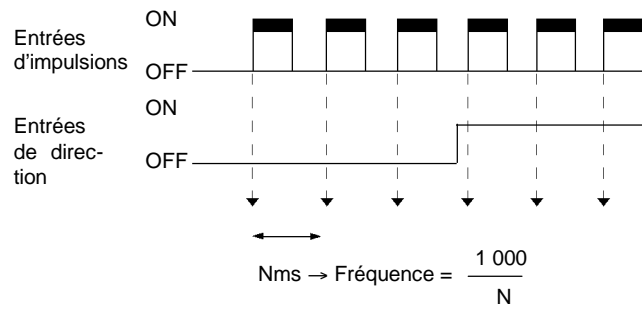 ON
Entrées
d'impulsions
OFF
ON
Entrées
de direc-
tion
OFF
Nms → Fréquence = 1 000
N